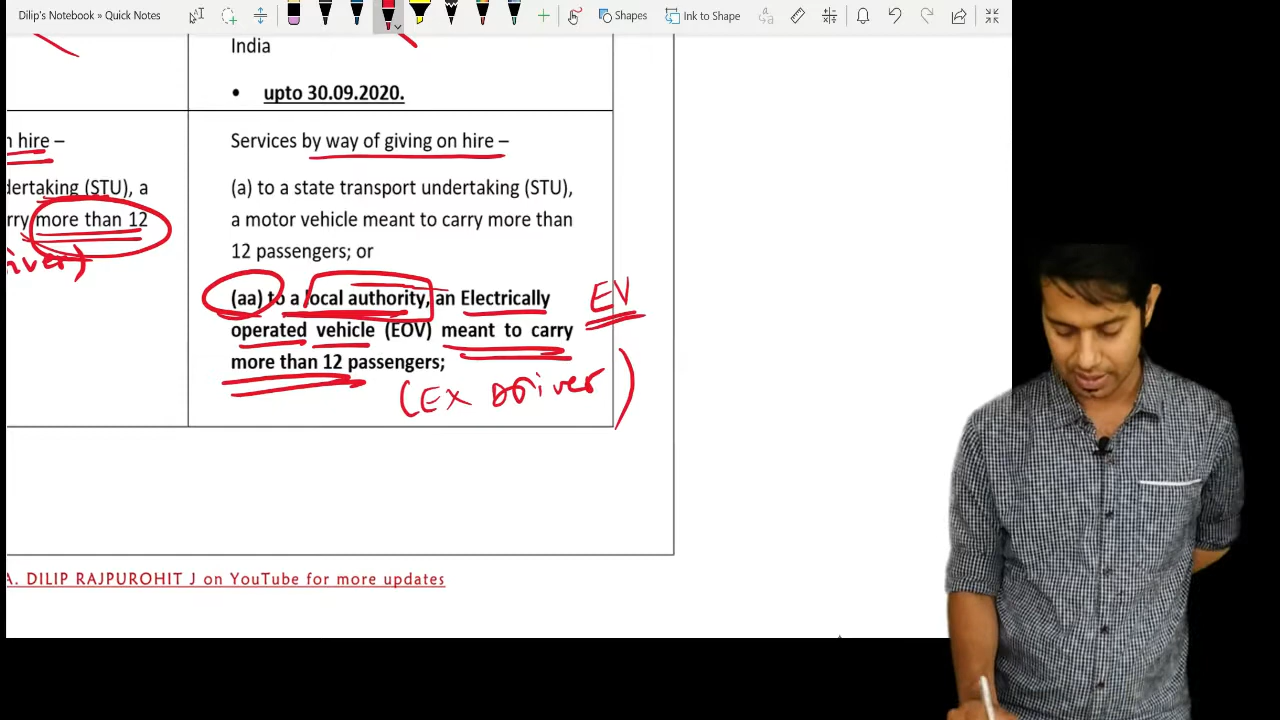 Dilip's Notebook » Quick Notes
Shapes
Ink to Shape
India
• upto 30.09.2020.
n hire –
dertaking (STU), a
rry more than 12
iver)
Services by way of giving on hire –
(a) to a state transport undertaking (STU),
a motor vehicle meant to carry more than
12 passengers; or
(aa) to a local authority, an Electrically
operated vehicle (EOV) meant to carry
more than 12 passengers;
EV
(Ex Driver)
A. DILIP RAJPUROHIT J on YouTube for more updates